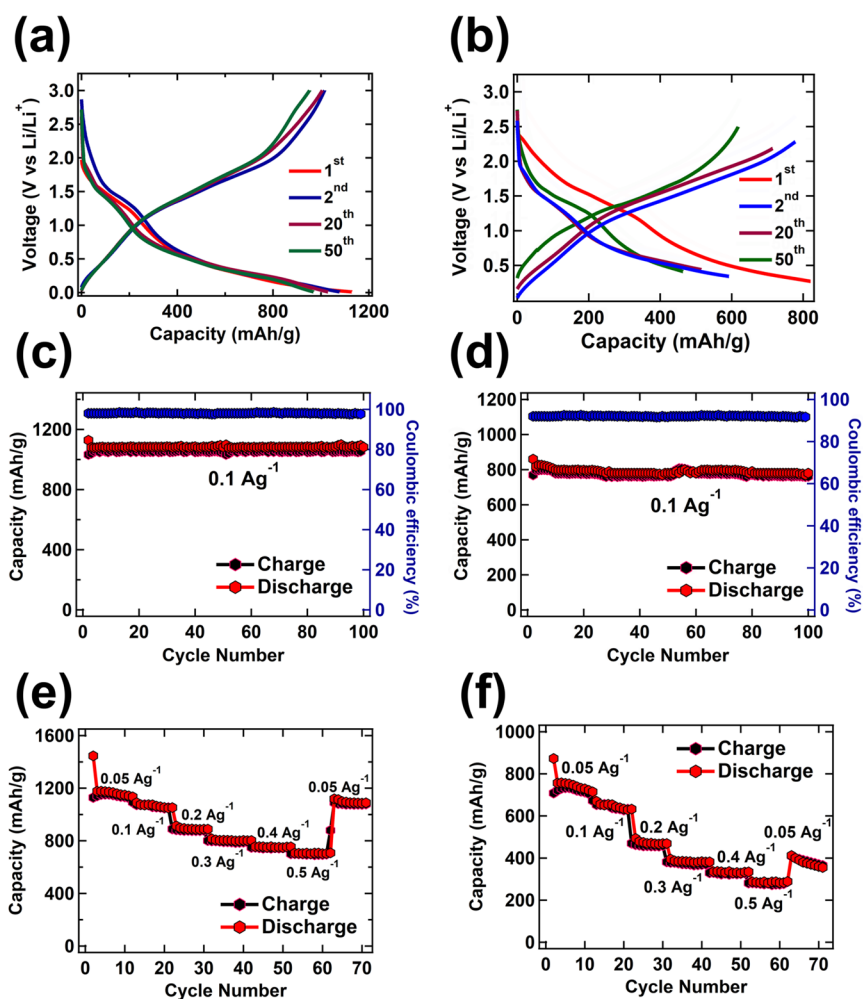 (a)
Voltage (V vs Li/Li⁺)
3.0
2.5
2.0
1.5
1.0
0.5
0.0
0
400
800
1200
Capacity (mAh/g)
1ˢᵗ
2ⁿᵈ
20ᵗʰ
50ᵗʰ
(b)
Voltage (V vs Li/Li⁺)
3.0
2.5
2.0
1.5
1.0
0.5
0
200
400
600
800
Capacity (mAh/g)
1ˢᵗ
2ⁿᵈ
20ᵗʰ
50ᵗʰ
(c)
Capacity (mAh/g)
1200
900
600
300
0
0.1 Ag⁻¹
Charge
Discharge
100
80
60
40
20
0
Coulombic efficiency (%)
0
20
40
60
80
100
Cycle Number
(d)
Capacity (mAh/g)
1200
1000
800
600
400
200
0
0.1 Ag⁻¹
Charge
Discharge
100
80
60
40
20
0
Coulombic efficiency (%)
0
20
40
60
80
100
Cycle Number
(e)
Capacity (mAh/g)
1600
1200
800
400
0
0.05 Ag⁻¹
0.1 Ag⁻¹
0.2 Ag⁻¹
0.3 Ag⁻¹
0.4 Ag⁻¹
0.5 Ag⁻¹
0.05 Ag⁻¹
Charge
Discharge
0
10
20
30
40
50
60
70
Cycle Number
(f)
Capacity (mAh/g)
1000
800
600
400
200
0
Charge
Discharge
0.05 Ag⁻¹
0.1 Ag⁻¹
0.2 Ag⁻¹
0.3 Ag⁻¹
0.4 Ag⁻¹
0.5 Ag⁻¹
0.05 Ag⁻¹
0
10
20
30
40
50
60
70
Cycle Number